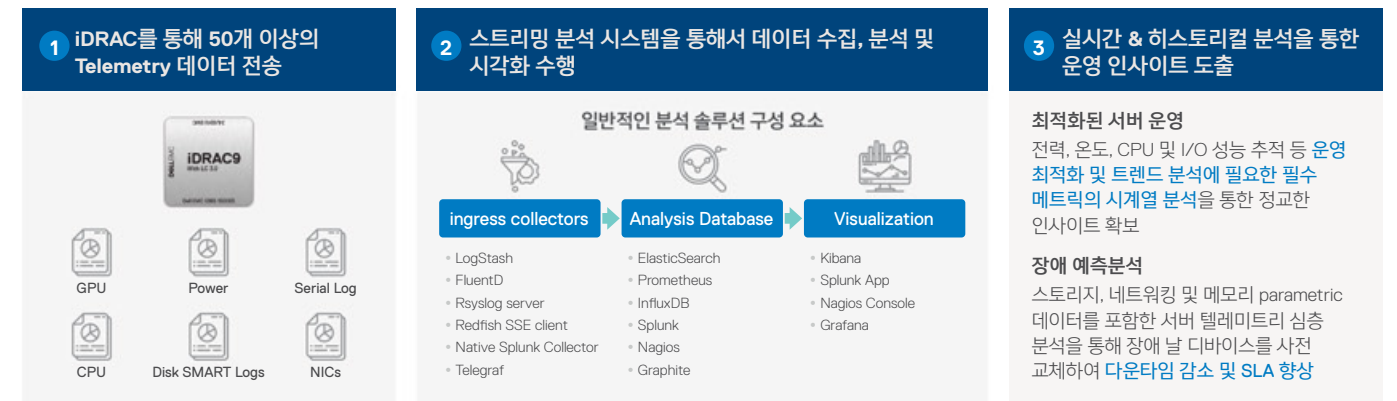 1
iDRAC를 통해 50개 이상의
Telemetry 데이터 전송
iDRAC9
GPU
Power
Serial Log
CPU
Disk SMART Logs
NICs
2
스트리밍 분석 시스템을 통해서 데이터 수집, 분석 및
시각화 수행
일반적인 분석 솔루션 구성 요소
ingress collectors
Analysis Database
Visualization
LogStash
FluentD
Rsyslog server
Redfish SSE client
Native Splunk Collector
Telegraf
ElasticSearch
Prometheus
InfluxDB
Splunk
Nagios
Graphite
Kibana
Splunk App
Nagios Console
Grafana
3
실시간 & 히스토리컬 분석을 통한
운영 인사이트 도출
최적화된 서버 운영
전력, 온도, CPU 및 I/O 성능 추적 등 운영
최적화 및 트렌드 분석에 필요한 필수
메트릭의 시계열 분석을 통한 정교한
인사이트 확보
장애 예측분석
스토리지, 네트워킹 및 메모리 parametric
데이터를 포함한 서버 텔레미트리 심층
분석을 통해 장애 날 디바이스를 사전
교체하여 다운타임 감소 및 SLA 향상